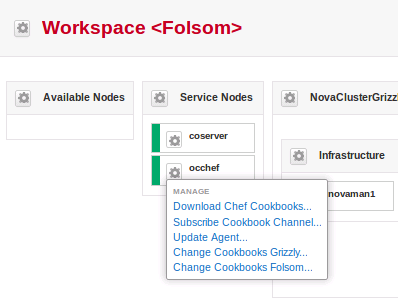 Workspace <Folsom>
Available Nodes
Service Nodes
NovaClusterGrizzl
coserver
occhef
Infrastructure
novaman1
MANAGE
Download Chef Cookbooks...
Subscribe Cookbook Channel...
Update Agent...
Change Cookbooks Grizzly...
Change Cookbooks Folsom...